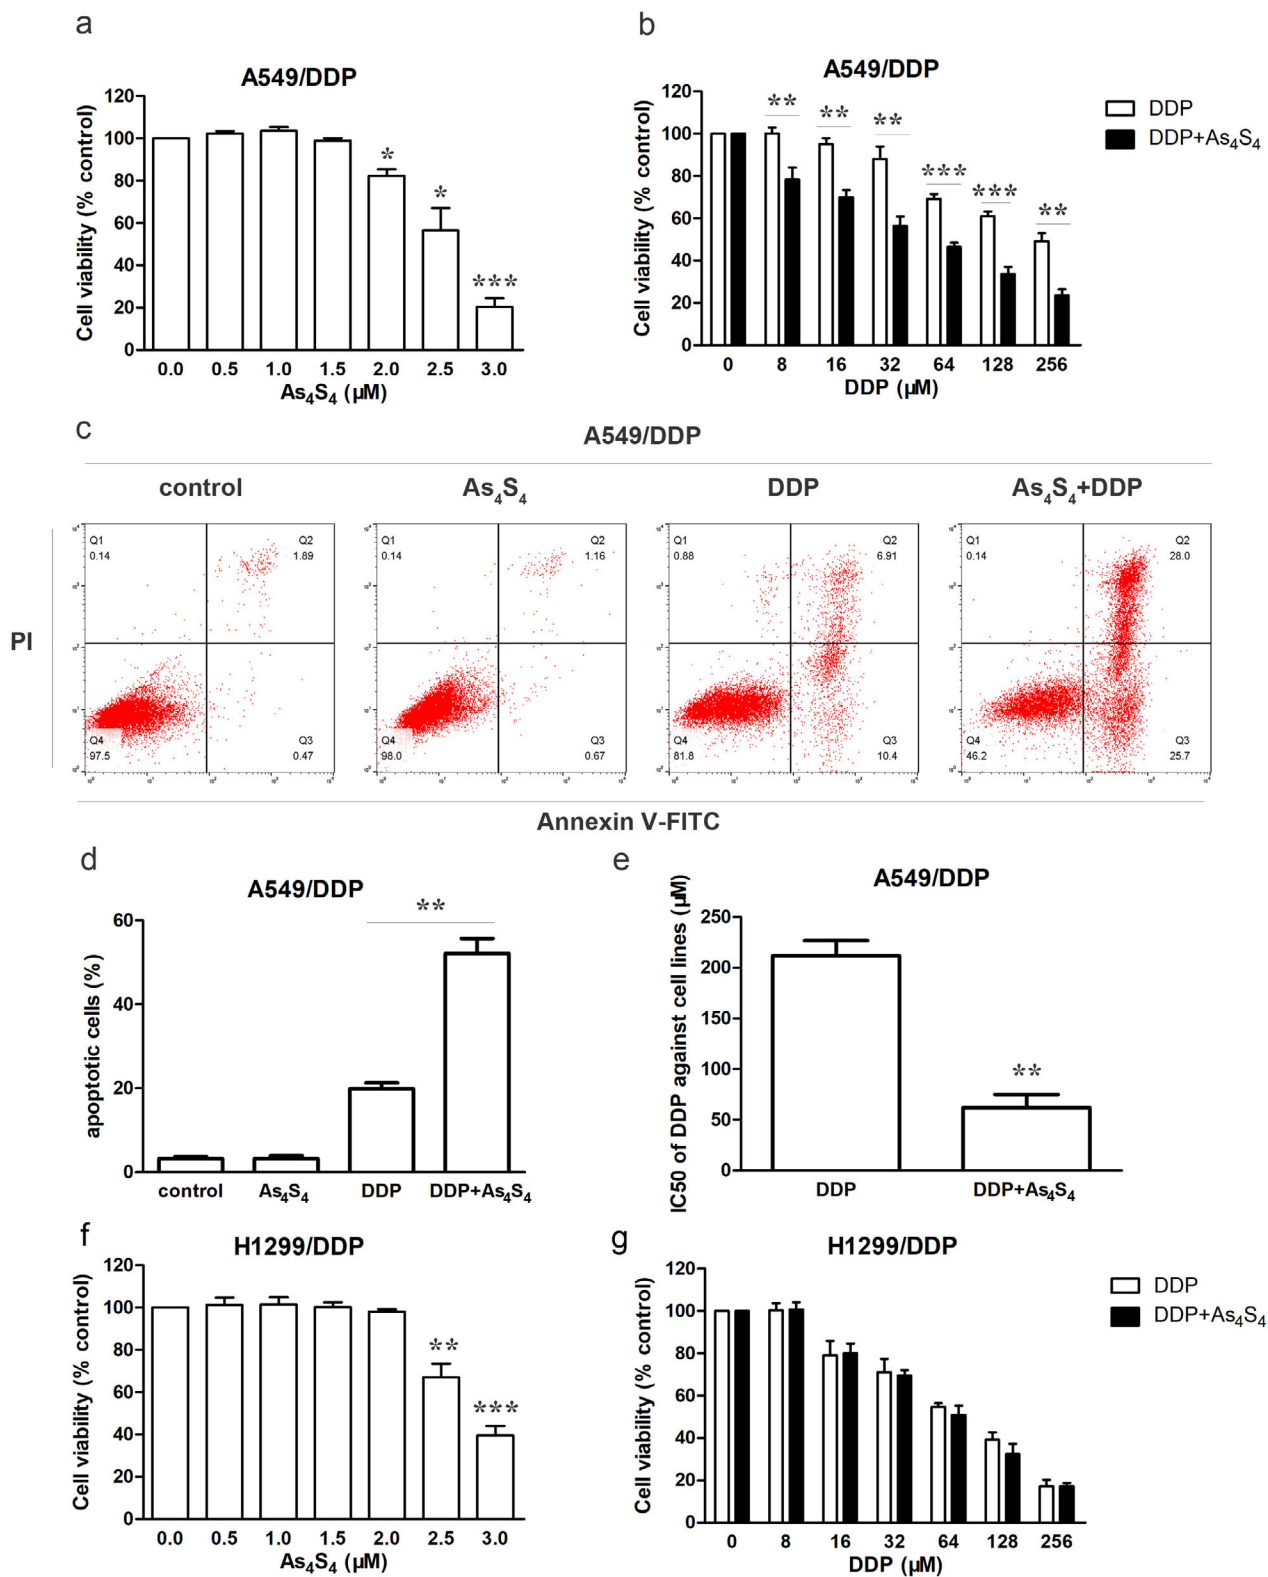 a
A549/DDP
Cell viability (% control)
120
100
80
60
40
20
0
*
*
***
0.0 0.5 1.0 1.5 2.0 2.5 3.0
As₄S₄ (µM)
b
A549/DDP
Cell viability (% control)
120
100
80
60
40
20
0
**
**
**
***
***
**
0 8 16 32 64 128 256
DDP (µM)
DDP
DDP+As₄S₄
c
A549/DDP
control As₄S₄ DDP As₄S₄+DDP
PI
Q1
0.14
Q2
1.89
Q4
97.5
Q3
0.47
Q1
0.14
Q2
1.16
Q4
98.0
Q3
0.67
Q1
0.88
Q2
6.91
Q4
81.8
Q3
10.4
Q1
0.14
Q2
28.0
Q4
46.2
Q3
25.7
Annexin V-FITC
d
A549/DDP
apoptotic cells (%)
60
40
20
0
**
control As₄S₄ DDP DDP+As₄S₄
e
A549/DDP
IC50 of DDP against cell lines (µM)
250
200
150
100
50
0
**
DDP DDP+As₄S₄
f
H1299/DDP
Cell viability (% control)
120
100
80
60
40
20
0
**
***
0.0 0.5 1.0 1.5 2.0 2.5 3.0
As₄S₄ (µM)
g
H1299/DDP
Cell viability (% control)
120
100
80
60
40
20
0
0 8 16 32 64 128 256
DDP (µM)
DDP
DDP+As₄S₄